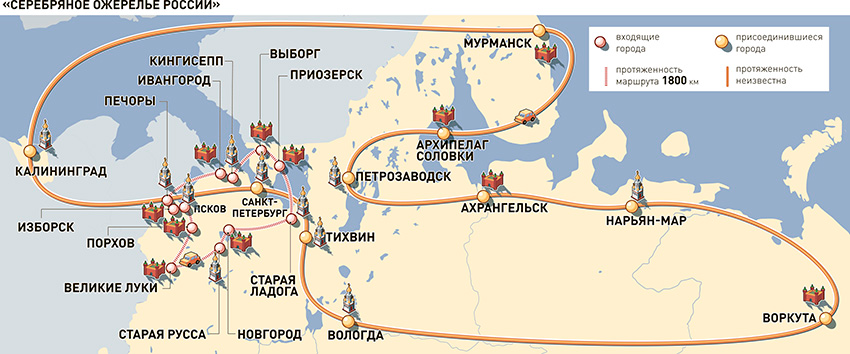 «СЕРЕБРЯНОЕ ОЖЕРЕЛЬЕ РОССИИ»
МУРМАНСК
входящие
города
присоединившиеся
города
протяженность
маршрута 1800 км
протяженность
неизвестна
КИНГИСЕПП
ВЫБОРГ
ИВАНГОРОД
ПРИОЗЕРСК
ПЕЧОРЫ
АРХИПЕЛАГ
СОЛОВКИ
КАЛИНИНГРАД
ПЕТРОЗАВОДСК
САНКТ-
ПЕТЕРБУРГ
ПСКОВ
АХРАНГЕЛЬСК
НАРЬЯН-МАР
ИЗБОРСК
ПОРХОВ
ТИХВИН
ВЕЛИКИЕ ЛУКИ
СТАРАЯ
ЛАДОГА
СТАРАЯ РУССА
НОВГОРОД
ВОЛОГДА
ВОРКУТА